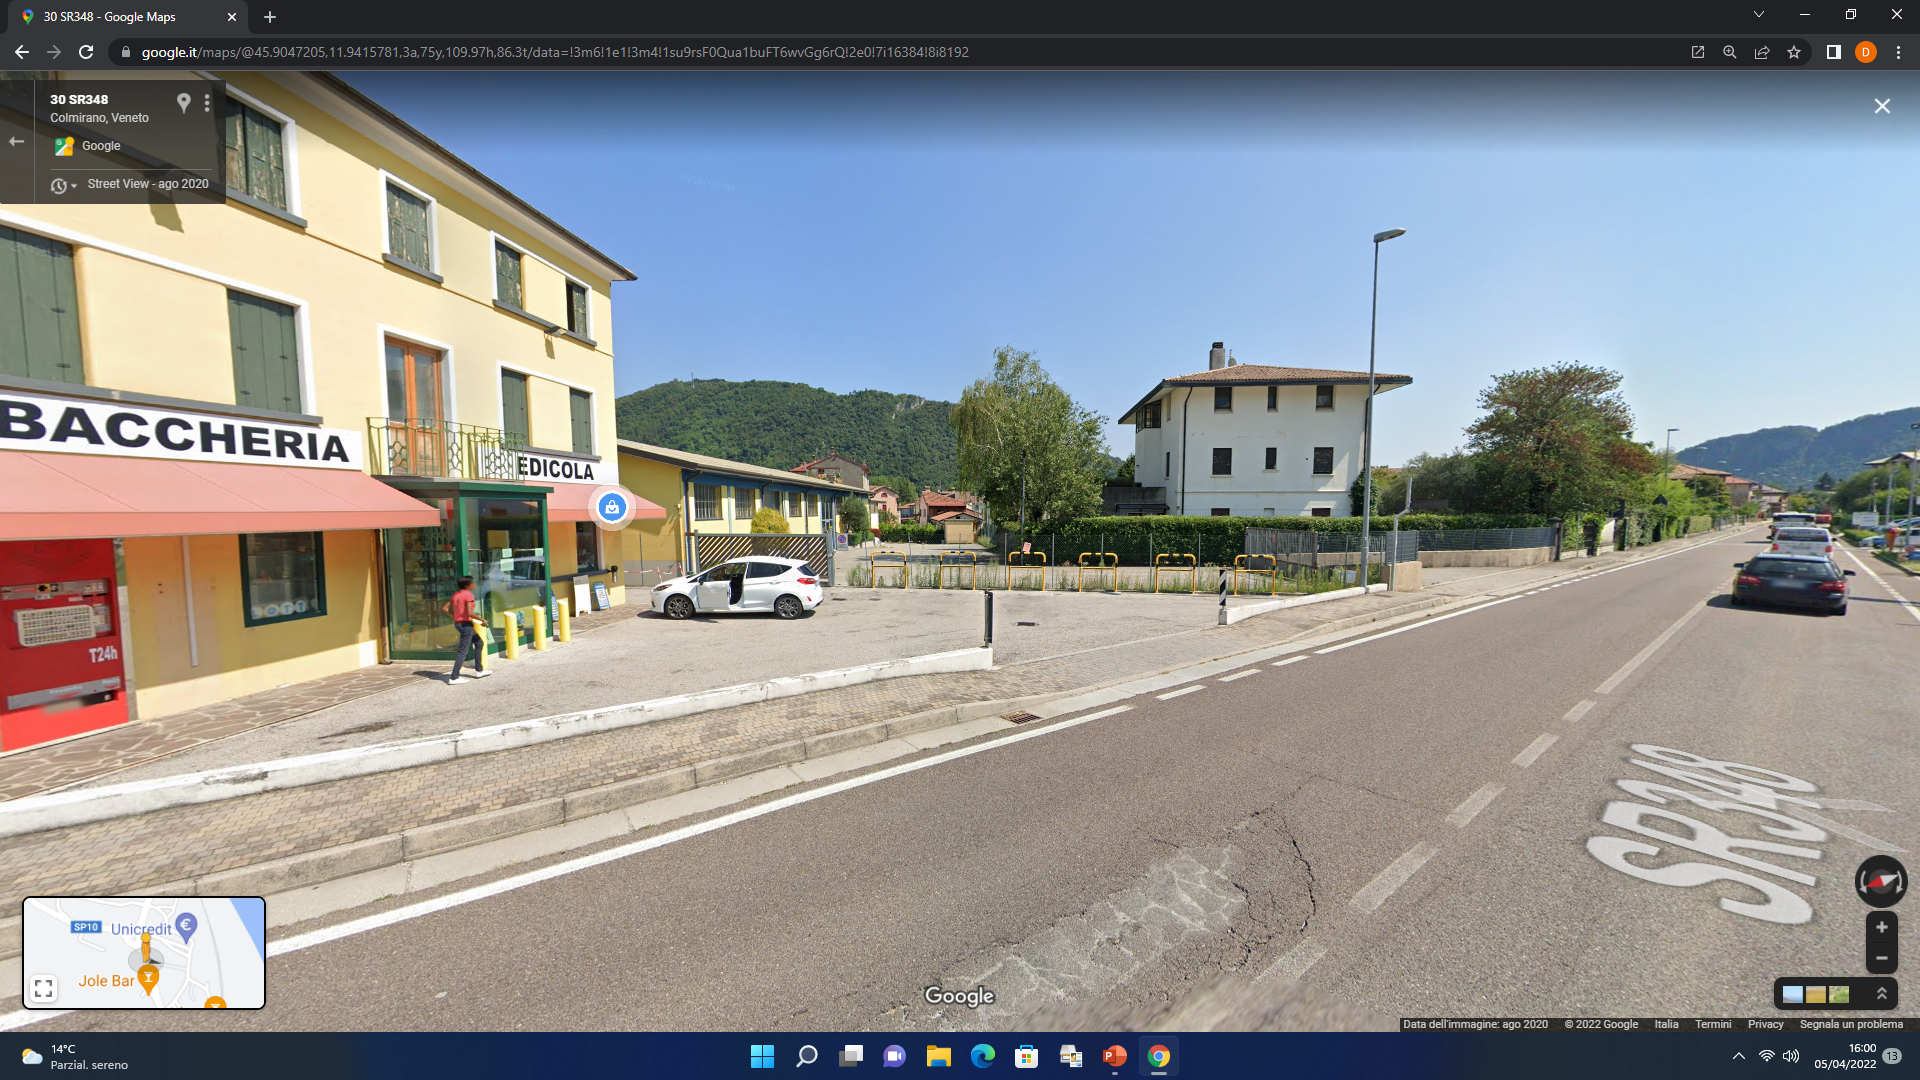 30 SR348 - Google Maps
google.it/maps/@45.9047205,11.9415781,3a,75y,109.97h,86.3t/data=!3m6!1e1!3m4!1su9rsF0Qua1buFT6wvGg6rQ!2e0!7i16384!8i8192
D
30 SR348
Colmirano, Veneto
Google
Street View - ago 2020
BACCHERIA
EDICOLA
T24h
SR348
SP10
Unicredit
€
Jole Bar
Google
Data dell'immagine: ago 2020
© 2022 Google
Italia
Termini
Privacy
Segnala un problema
14°C
Parzial. sereno
16:00
05/04/2022
13